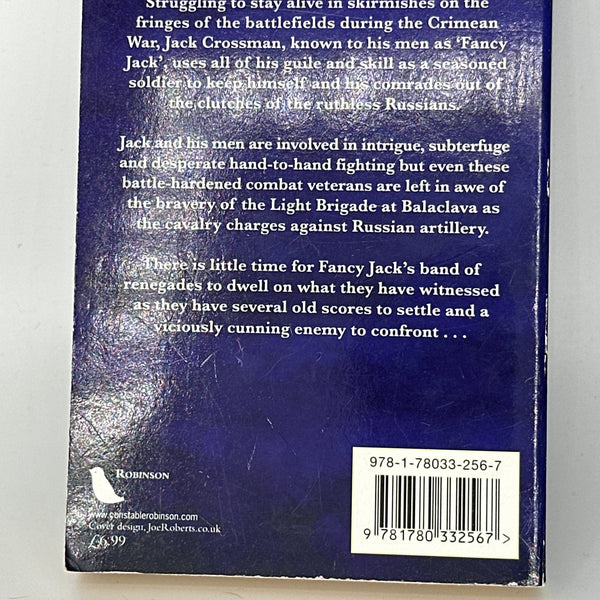 Struggling to stay alive in skirmishes on the
fringes of the battlefields during the Crimean
War, Jack Crossman, known to his men as ‘Fancy
Jack’, uses all of his guile and skill as a seasoned
soldier to keep himself and his comrades out of
the clutches of the ruthless Russians.
Jack and his men are involved in intrigue, subterfuge
and desperate hand-to-hand fighting but even these
battle-hardened combat veterans are left in awe of
the bravery of the Light Brigade at Balaclava as
the cavalry charges against Russian artillery.
There is little time for Fancy Jack’s band of
renegades to dwell on what they have witnessed
as they have several old scores to settle and a
viciously cunning enemy to confront . . .
ROBINSON
www.constablerobinson.com
Cover design, JoeRoberts.co.uk
£6.99
978-1-78033-256-7
9 781780 332567 >